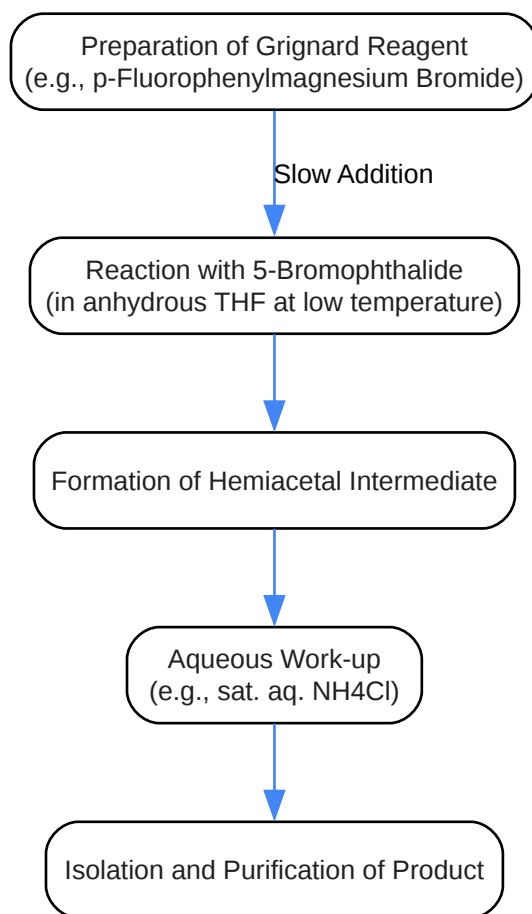 Preparation of Grignard Reagent
(e.g., p-Fluorophenylmagnesium Bromide)
Slow Addition
Reaction with 5-Bromophthalide
(in anhydrous THF at low temperature)
Formation of Hemiacetal Intermediate
Aqueous Work-up
(e.g., sat. aq. NH4Cl)
Isolation and Purification of Product